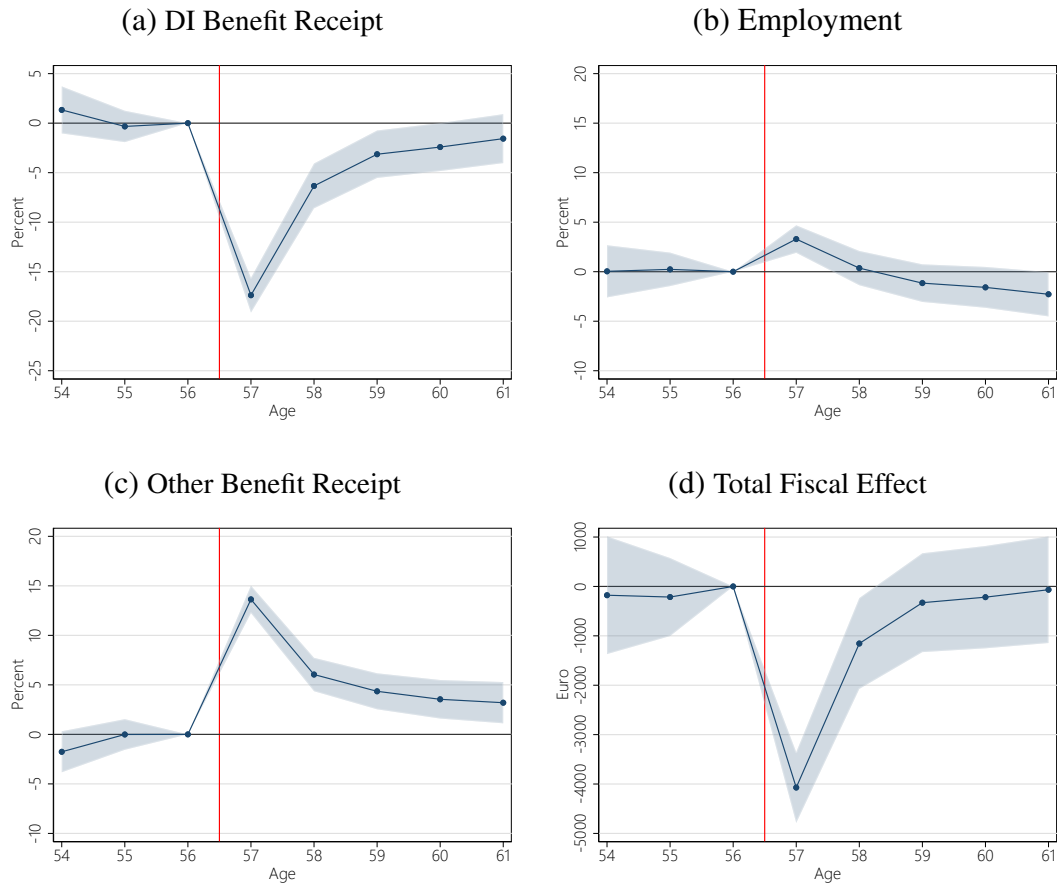 (a) DI Benefit Receipt
5
0
-5
-10
-15
-20
-25
Percent
54 55 56 57 58 59 60 61
Age
(b) Employment
20
15
10
5
0
-5
-10
Percent
54 55 56 57 58 59 60 61
Age
(c) Other Benefit Receipt
20
15
10
5
0
-5
-10
Percent
54 55 56 57 58 59 60 61
Age
(d) Total Fiscal Effect
1000
0
-1000
-2000
-3000
-4000
-5000
Euro
54 55 56 57 58 59 60 61
Age